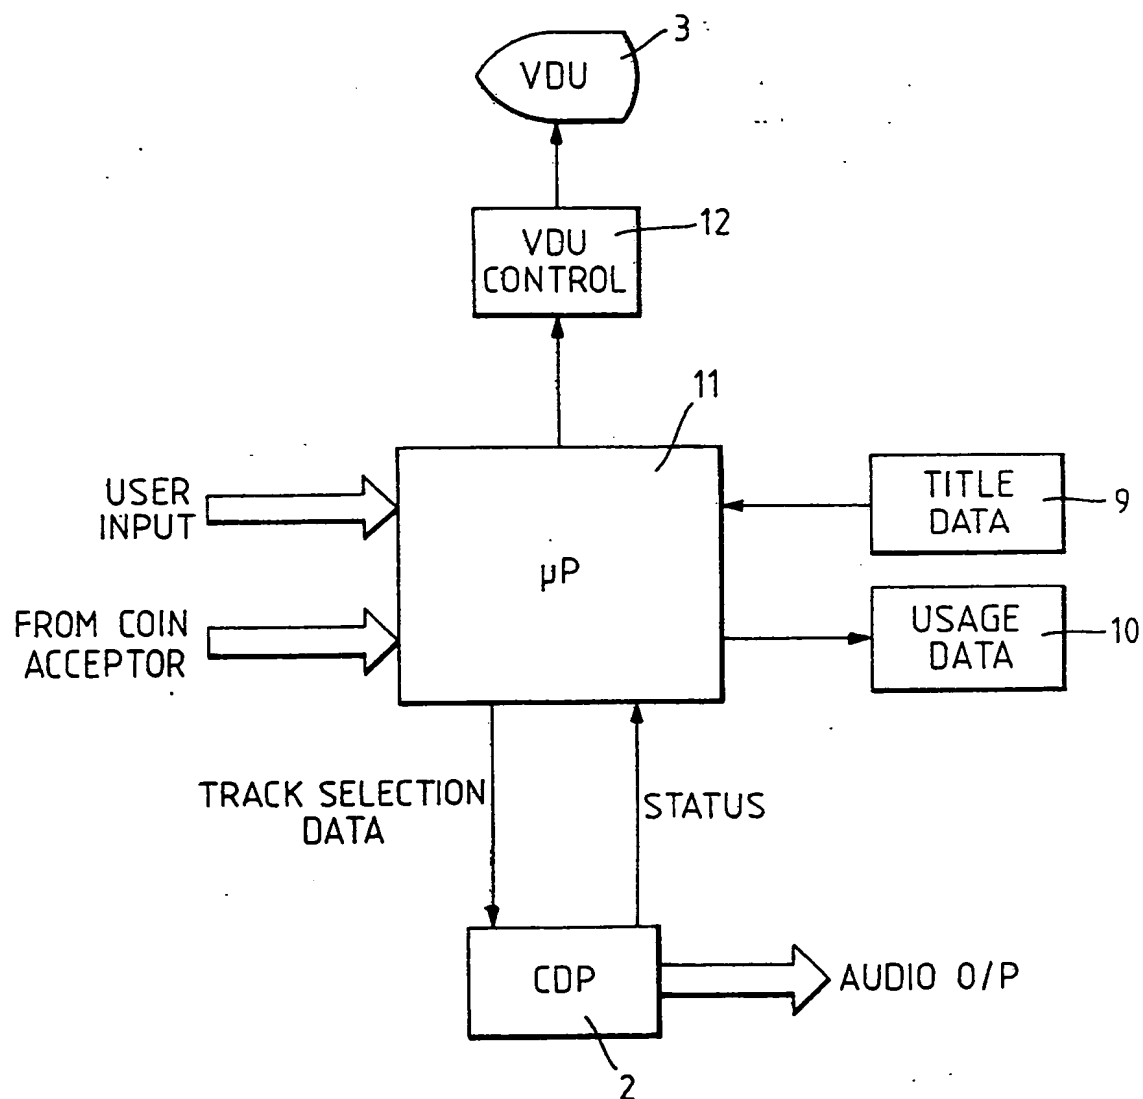 3
VDU
12
VDU
CONTROL
11
USER
INPUT
TITLE
DATA
9
µP
FROM COIN
ACCEPTOR
USAGE
DATA
10
TRACK SELECTION
DATA
STATUS
CDP
AUDIO O/P
2